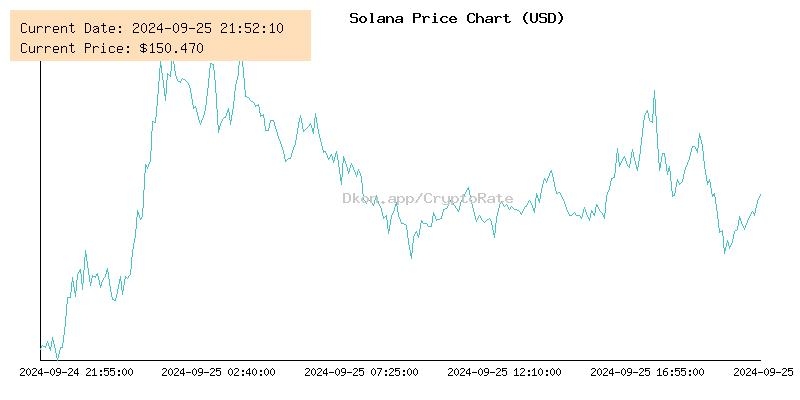 Solana Price Chart (USD)
Current Date: 2024-09-25 21:52:10
Current Price: $150.470
Dkon.app/CryptoRate
2024-09-24 21:55:00 2024-09-25 02:40:00 2024-09-25 07:25:00 2024-09-25 12:10:00 2024-09-25 16:55:00 2024-09-25